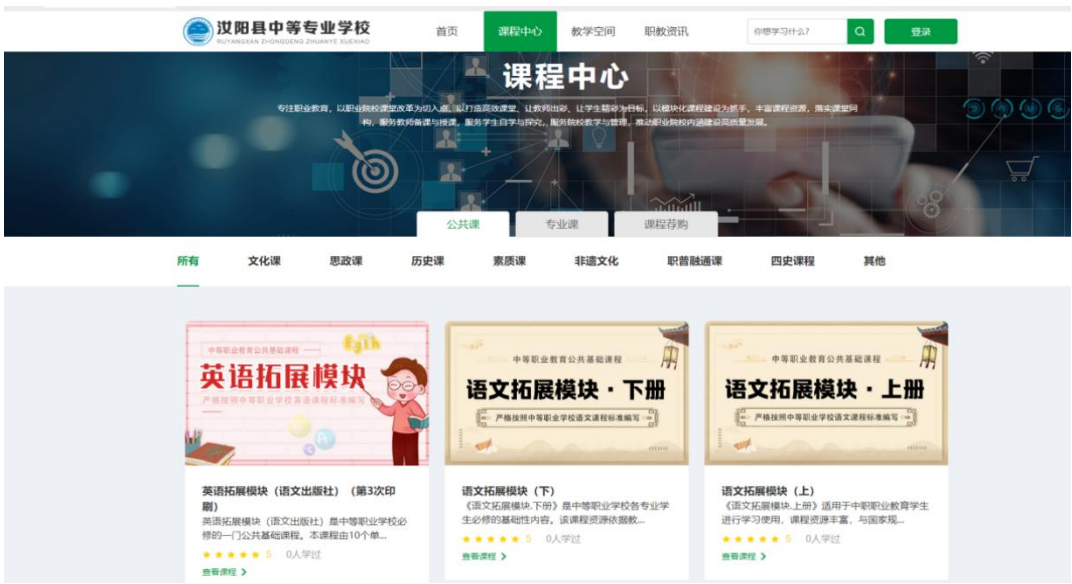 汝阳县中等专业学校
RUYANGXIAN ZHONGDENG ZHUANYE XUEXIAO
首页
课程中心
教学空间
职教资讯
你想学习什么?
登录
课程中心
专注职业教育，以职业院校课堂改革为切入点，以打造高效课堂、让教师出彩、让学生精彩为目标，以模块化课程建设为抓手，丰富课程资源，落实课堂同
构，服务教师备课与授课，服务学生自学与探究，服务院校教学与管理，推动职业院校内涵建设高质量发展。
公共课
专业课
课程荐购
所有
文化课
思政课
历史课
素质课
非遗文化
职普融通课
四史课程
其他
中等职业教育公共基础课程
英语拓展模块
严格按照中等职业学校英语课程标准编写
英语拓展模块（语文出版社）（第3次印
刷）
英语拓展模块（语文出版社）是中等职业学校必
修的一门公共基础课程。本课程由10个单...
5 0人学过
查看课程
中等职业教育公共基础课程
语文拓展模块·下册
严格按照中等职业学校语文课程标准编写
语文拓展模块（下）
《语文拓展模块.下册》是中等职业学校各专业学
生必修的基础性内容。该课程资源依据教...
5 0人学过
查看课程
中等职业教育公共基础课程
语文拓展模块·上册
严格按照中等职业学校语文课程标准编写
语文拓展模块（上）
《语文拓展模块.上册》适用于中职职业教育学生
进行学习使用，课程资源丰富，与国家规...
5 0人学过
查看课程